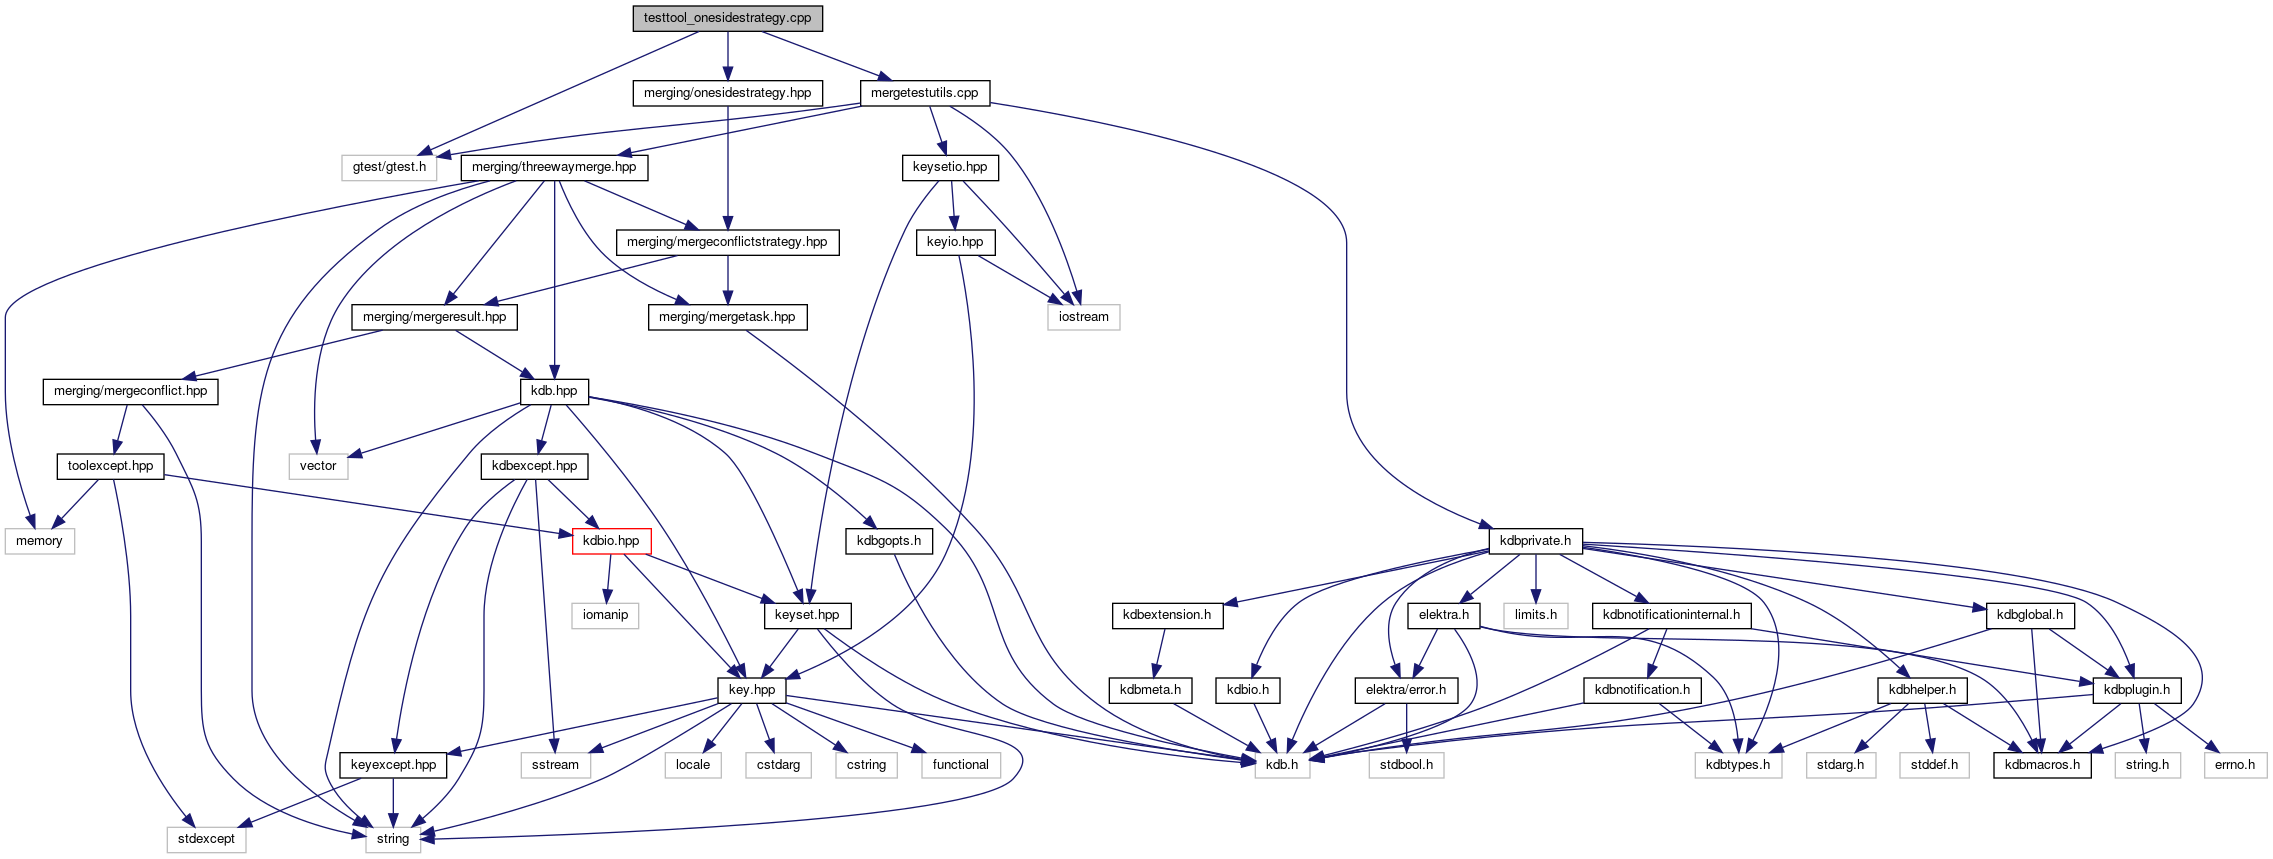 testtool_onesidestrategy.cpp
merging/onesidestrategy.hpp
mergetestutils.cpp
gtest/gtest.h
merging/threewaymerge.hpp
keysetio.hpp
merging/mergeconflictstrategy.hpp
keyio.hpp
merging/mergeresult.hpp
merging/mergetask.hpp
iostream
merging/mergeconflict.hpp
kdb.hpp
toolexcept.hpp
vector
kdbexcept.hpp
memory
kdbio.hpp
kdbgopts.h
kdbprivate.h
iomanip
keyset.hpp
kdbextension.h
elektra.h
limits.h
kdbnotificationinternal.h
kdbglobal.h
key.hpp
kdbmeta.h
kdbio.h
elektra/error.h
kdbnotification.h
kdbhelper.h
kdbplugin.h
keyexcept.hpp
sstream
locale
cstdarg
cstring
functional
kdb.h
stdbool.h
kdbtypes.h
stdarg.h
stddef.h
kdbmacros.h
string.h
errno.h
stdexcept
string